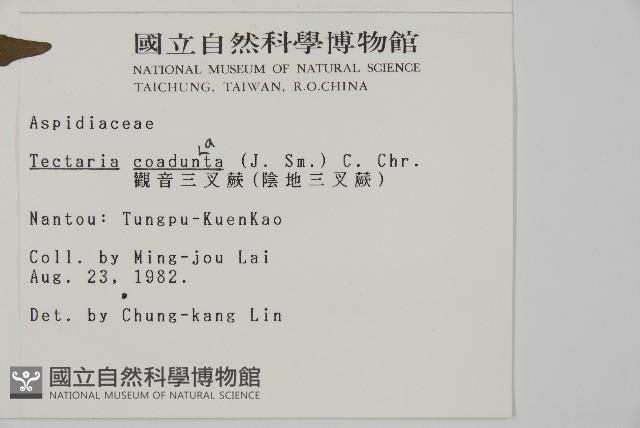 國立自然科學博物館
NATIONAL MUSEUM OF NATURAL SCIENCE
TAICHUNG, TAIWAN, R.O.CHINA
Aspidiaceae
a
Tectaria coadunta (J. Sm.) C. Chr.
觀音三叉蕨(陰地三叉蕨)
Nantou: Tungpu-KuenKao
Coll. by Ming-jou Lai
Aug. 23, 1982.
Det. by Chung-kang Lin
國立自然科學博物館
NATIONAL MUSEUM OF NATURAL SCIENCE